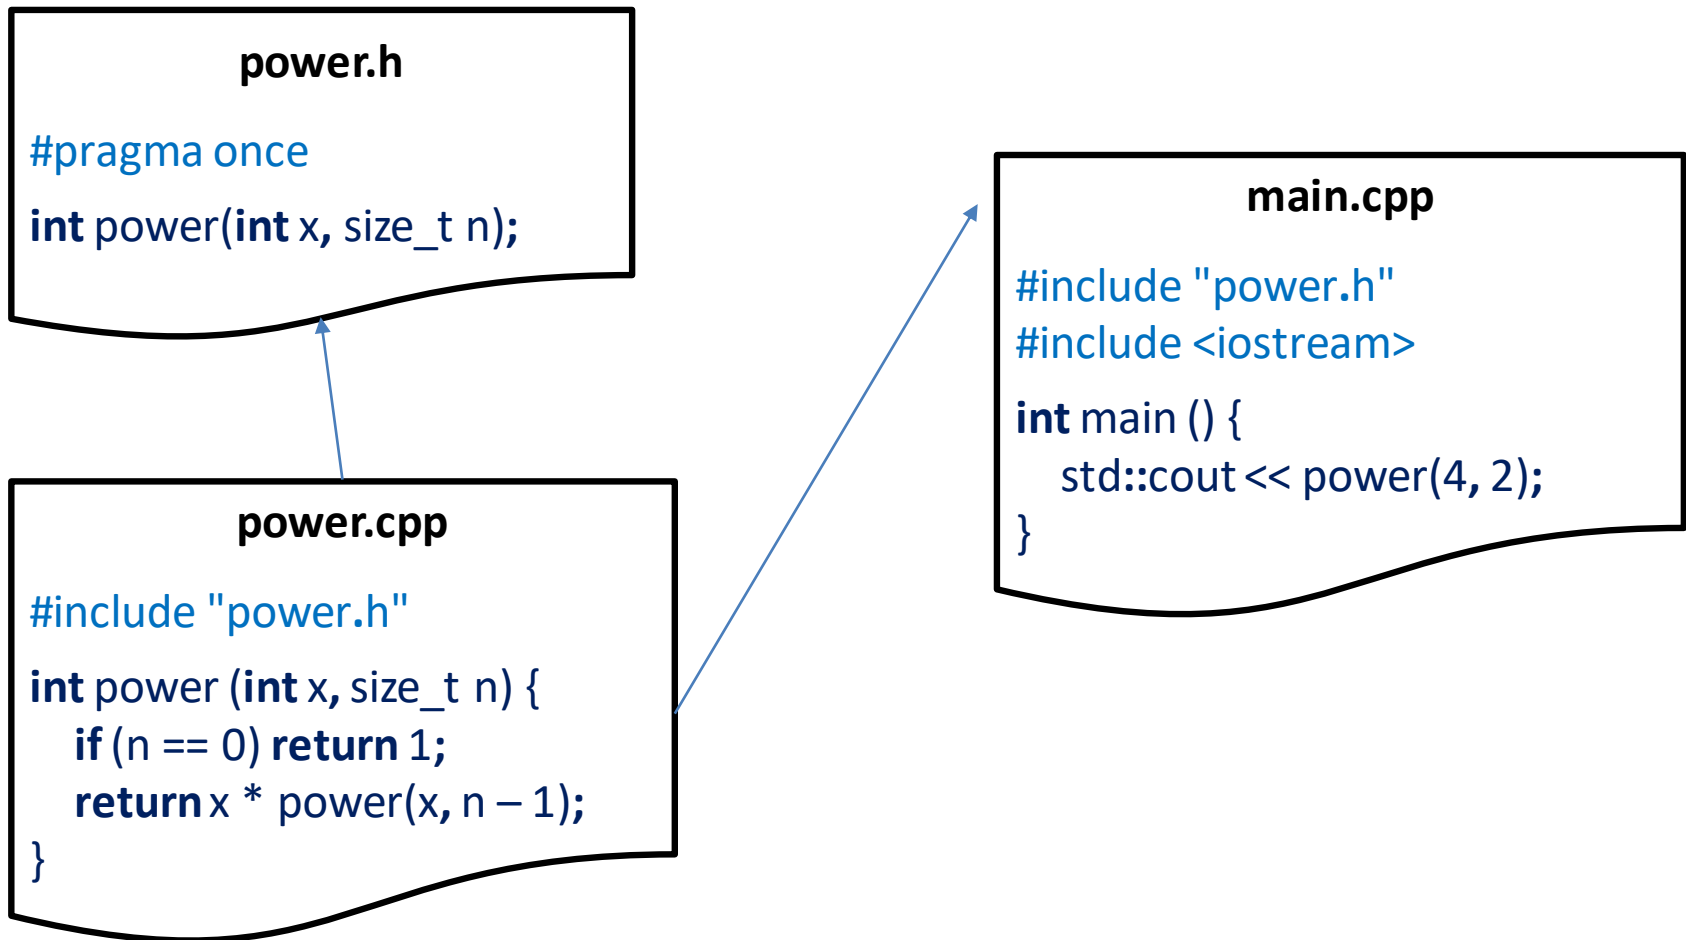 power.h
#pragma once
int power(int x, size_t n);
power.cpp
#include "power.h"
int power (int x, size_t n) {
if (n == 0) return 1;
return x * power(x, n – 1);
}
main.cpp
#include "power.h"
#include <iostream>
int main () {
std::cout << power(4, 2);
}